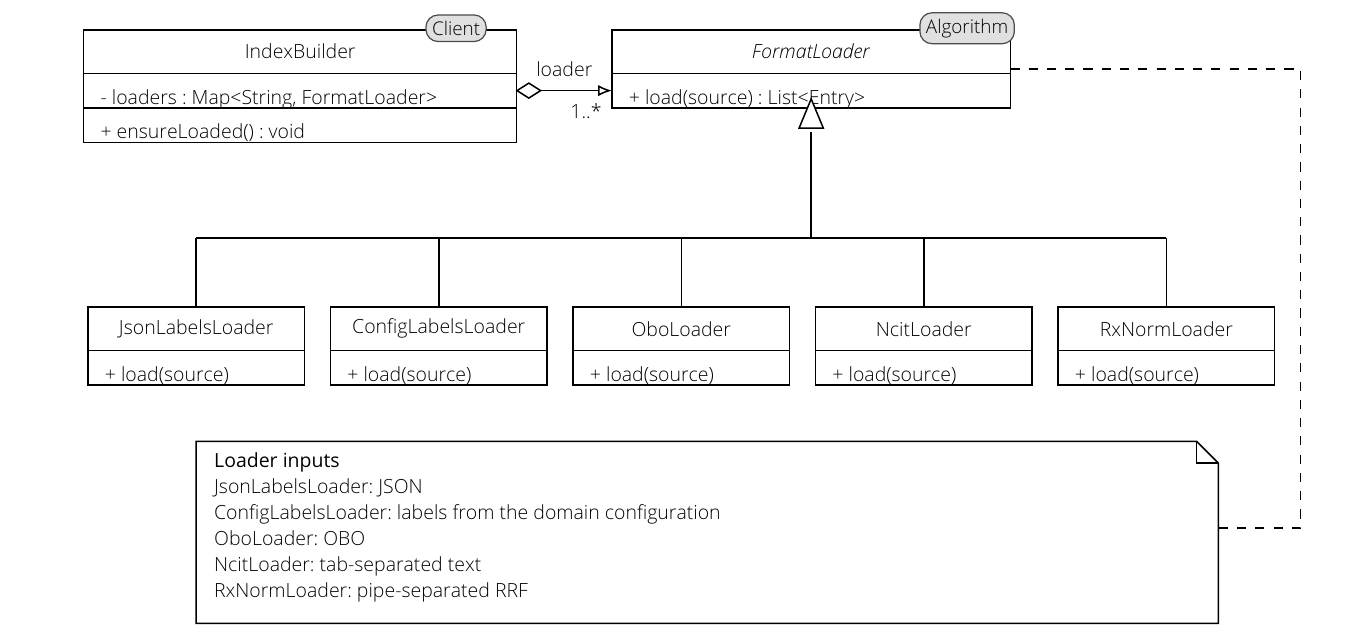 Client
IndexBuilder
- loaders : Map<String, FormatLoader>
+ ensureLoaded() : void
loader
1..*
Algorithm
FormatLoader
+ load(source) : List<Entry>
JsonLabelsLoader
+ load(source)
ConfigLabelsLoader
+ load(source)
OboLoader
+ load(source)
NcitLoader
+ load(source)
RxNormLoader
+ load(source)
Loader inputs
JsonLabelsLoader: JSON
ConfigLabelsLoader: labels from the domain configuration
OboLoader: OBO
NcitLoader: tab-separated text
RxNormLoader: pipe-separated RRF